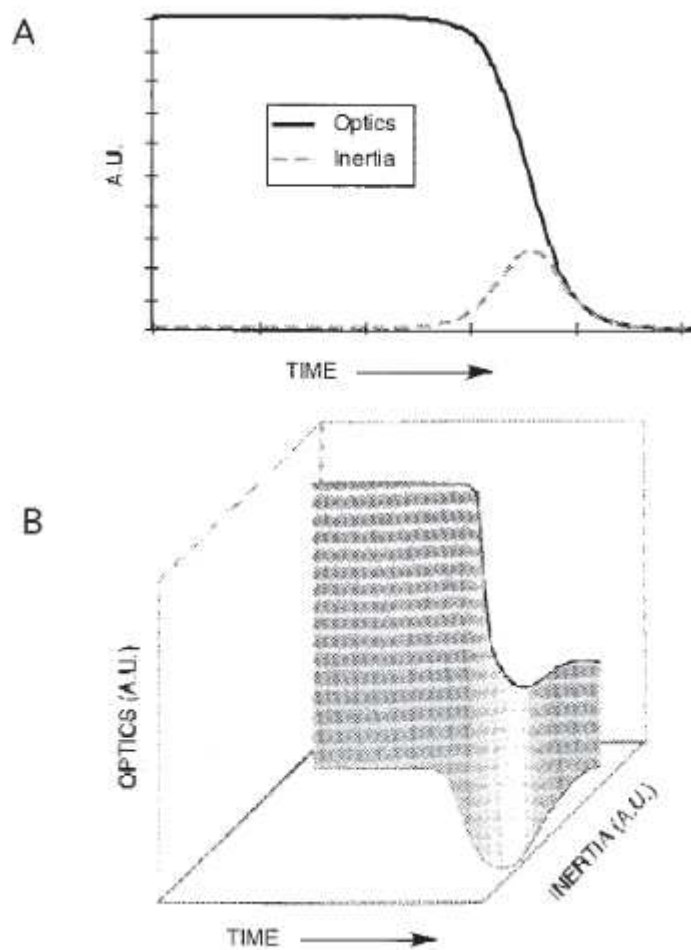 A
A.U.
Optics
Inertia
TIME
B
OPTICS (A.U.)
INERTIA (A.U.)
TIME